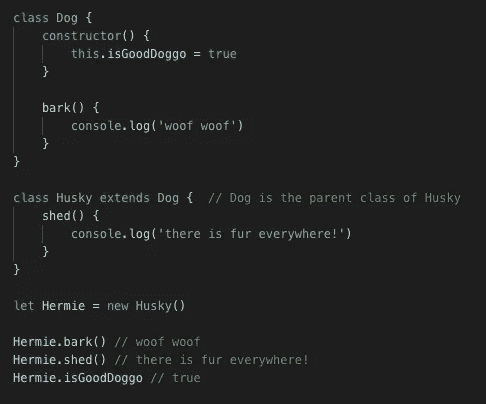 class Dog {
    constructor() {
        this.isGoodDoggo = true
    }

    bark() {
        console.log('woof woof')
    }
}

class Husky extends Dog {  // Dog is the parent class of Husky
    shed() {
        console.log('there is fur everywhere!')
    }
}

let Hermie = new Husky()

Hermie.bark() // woof woof
Hermie.shed() // there is fur everywhere!
Hermie.isGoodDoggo // true